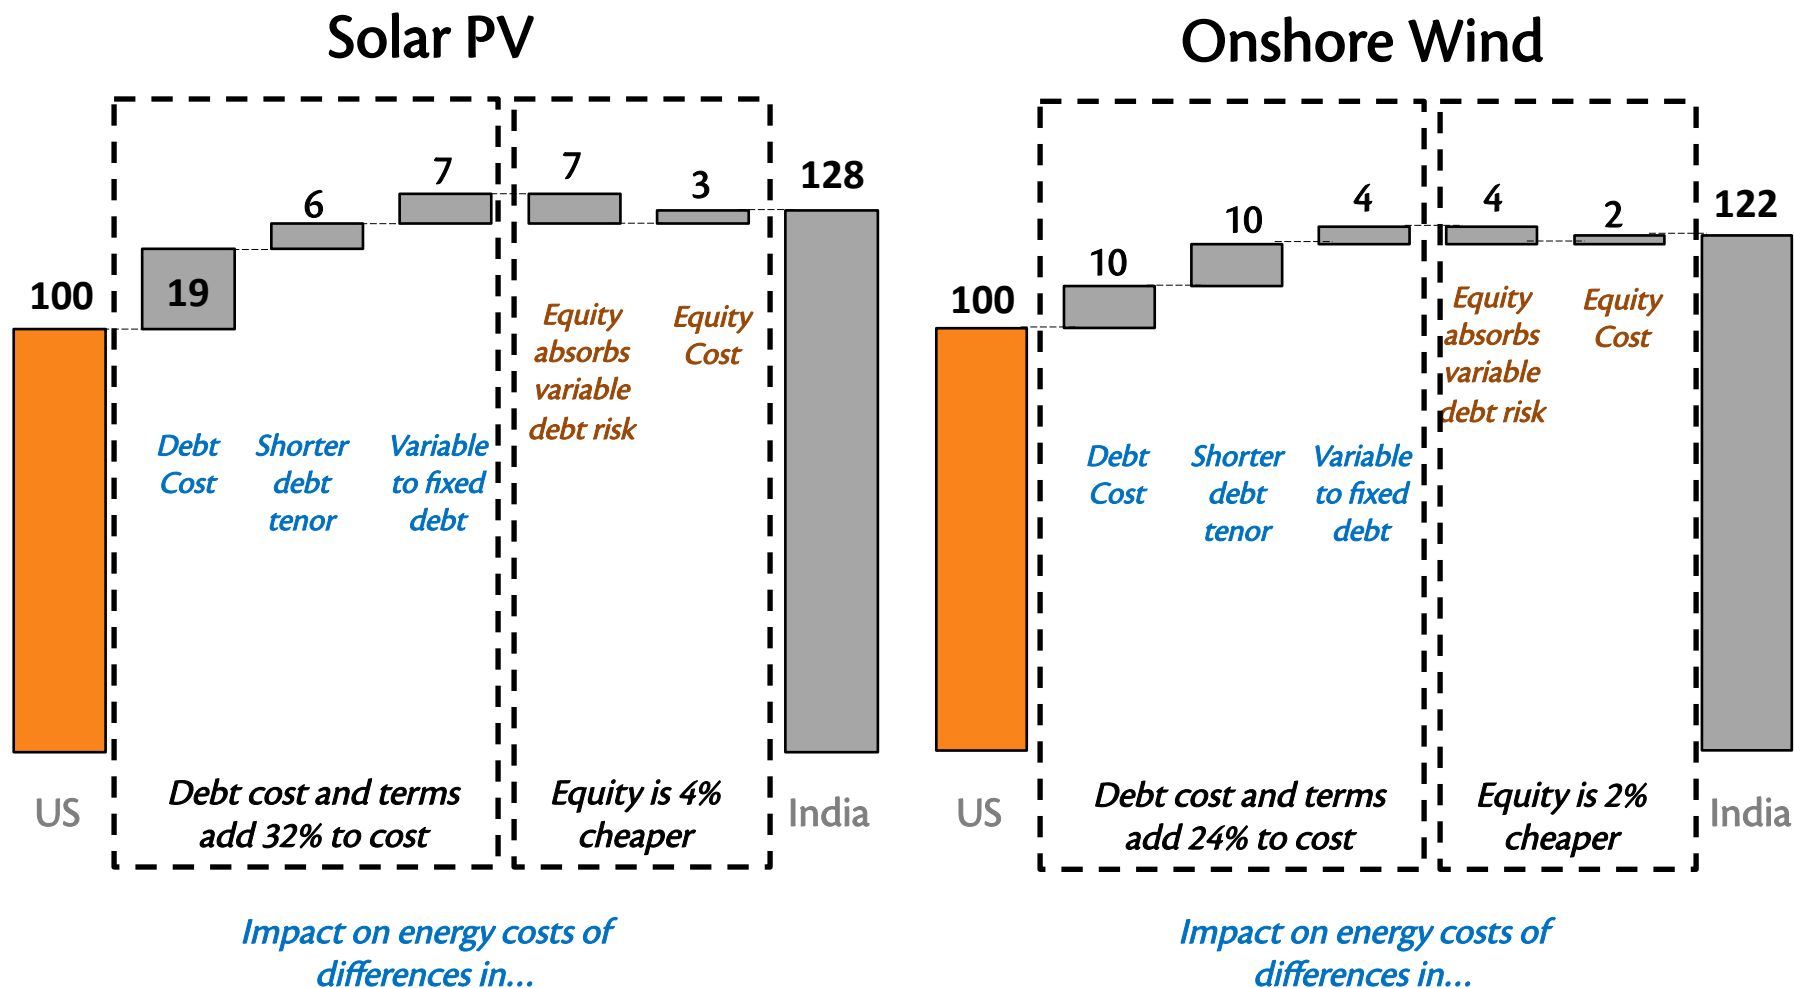 Solar PV
100
19
6
7
7
3
128
Debt
Cost
Shorter
debt
tenor
Variable
to fixed
debt
Equity
absorbs
variable
debt risk
Equity
Cost
US
Debt cost and terms
add 32% to cost
Equity is 4%
cheaper
India
Impact on energy costs of
differences in...
Onshore Wind
100
10
10
4
4
2
122
Debt
Cost
Shorter
debt
tenor
Variable
to fixed
debt
Equity
absorbs
variable
debt risk
Equity
Cost
US
Debt cost and terms
add 24% to cost
Equity is 2%
cheaper
India
Impact on energy costs of
differences in...